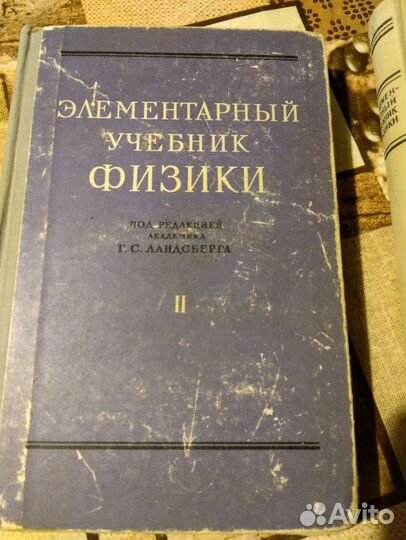 ЭЛЕМЕНТАРНЫЙ
УЧЕБНИК
ФИЗИКИ
ПОД РЕДАКЦИЕЙ
АКАДЕМИКА
Г. С. ЛАНДСБЕРГА
II
Avito